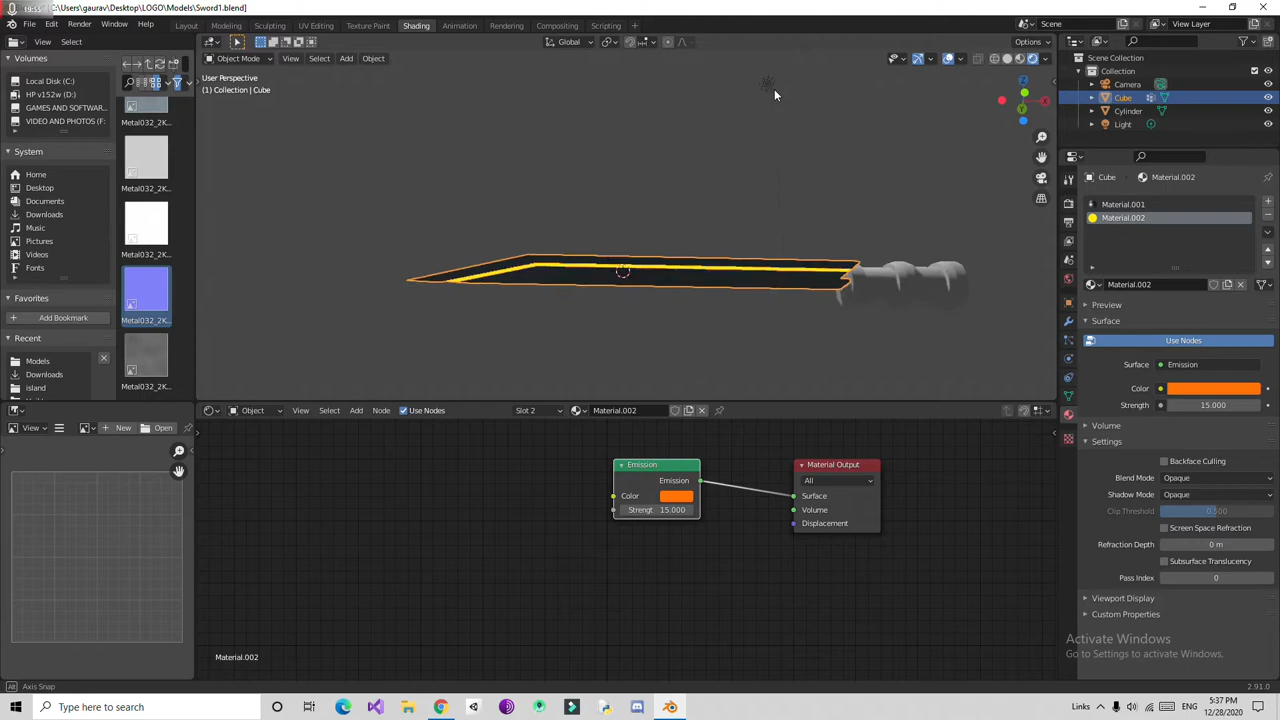 C:\Users\gaurav\Desktop\LOGO\Models\Sword1.blend]
File Edit Render Window Help Layout Modeling Sculpting UV Editing Texture Paint Shading Animation Rendering Compositing Scripting Scene View Layer
View Select
Object Mode View Select Add Object Global Options
Volumes
Local Disk (C:)
HP v152w (D:)
GAMES AND SOFTWAR...
VIDEO AND PHOTOS (F:
System
Home
Desktop
Documents
Downloads
Music
Pictures
Videos
Fonts
Favorites
Add Bookmark
Recent
Models
Downloads
island
Metal032_2K...
Metal032_2K...
Metal032_2K...
Metal032_2K...
Metal032_2K...
User Perspective
(1) Collection | Cube
Z
X
Y
Scene Collection
Collection
Camera
Cube
Cylinder
Light
Cube Material.002
Material.001
Material.002
Material.002
Preview
Surface
Use Nodes
Surface Emission
Color
Strength 15.000
Volume
Settings
Backface Culling
Blend Mode Opaque
Shadow Mode Opaque
Clip Threshold 0.500
Screen Space Refraction
Refraction Depth 0 m
Subsurface Translucency
Pass Index 0
Viewport Display
Custom Properties
View New Open
Object View Select Add Node Use Nodes Slot 2 Material.002
Emission
Emission
Color
Strengt 15.000
Material Output
All
Surface
Volume
Displacement
Material.002
Activate Windows
Go to Settings to activate Windows.
Axis Snap 2.91.0
Type here to search
Links 5:37 PM
12/28/2020